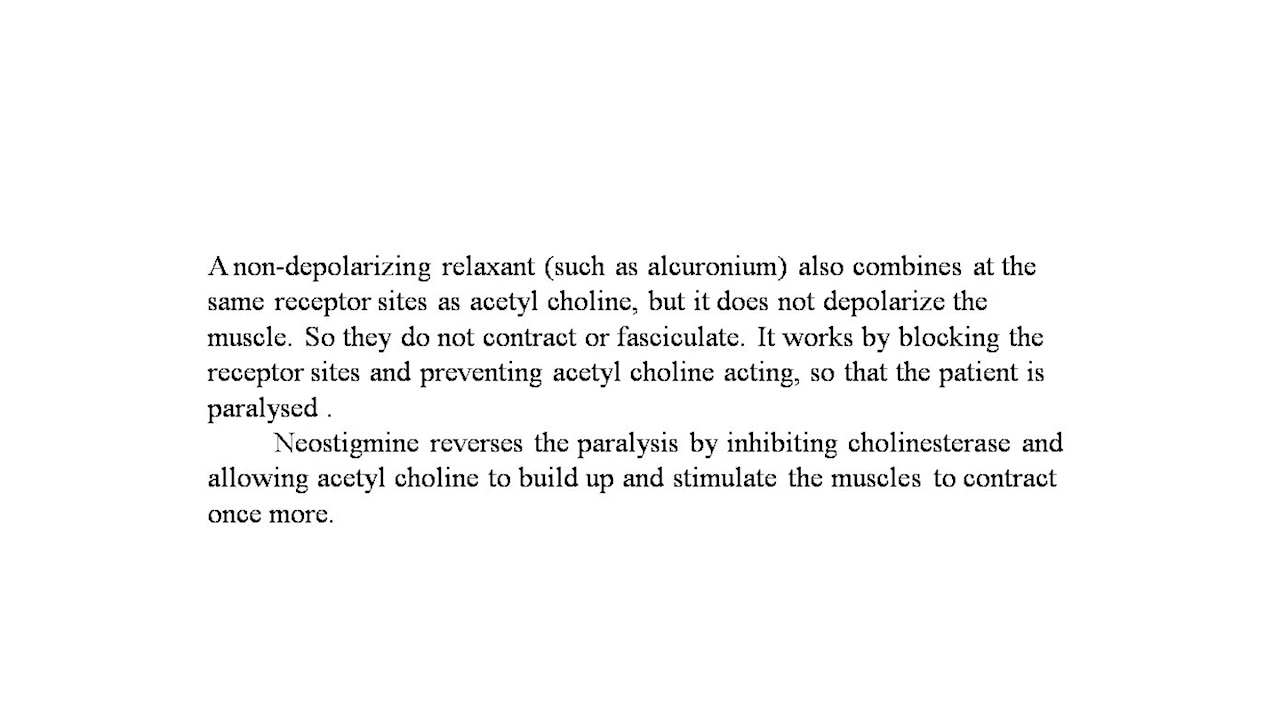 A non-depolarizing relaxant (such as alcuronium) also combines at the
same receptor sites as acetyl choline, but it does not depolarize the
muscle. So they do not contract or fasciculate. It works by blocking the
receptor sites and preventing acetyl choline acting, so that the patient is
paralysed .
Neostigmine reverses the paralysis by inhibiting cholinesterase and
allowing acetyl choline to build up and stimulate the muscles to contract
once more.